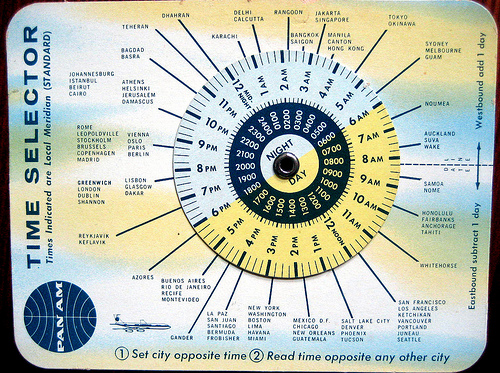 TIME SELECTOR
Times Indicated are Local Meridian (STANDARD)
DHAHRAN
TEHERAN
BAGDAD
BASRA
JOHANNESBURG
ISTANBUL
BEIRUT
CAIRO
ATHENS
HELSINKI
JERUSALEM
DAMASCUS
ROME
LEOPOLDVILLE
STOCKHOLM
BRUSSELS
COPENHAGEN
MADRID
VIENNA
OSLO
PARIS
BERLIN
GREENWICH
LONDON
DUBLIN
SHANNON
LISBON
GLASGOW
DAKAR
REYKJAVIK
KEFLAVIK
AZORES
BUENOS AIRES
RIO DE JANEIRO
RECIFE
MONTEVIDEO
GANDER
LA PAZ
SAN JUAN
SANTIAGO
BERMUDA
FROBISHER
NEW YORK
WASHINGTON
BOSTON
LIMA
HAVANA
MIAMI
MEXICO D.F.
CHICAGO
NEW ORLEANS
GUATEMALA
SALT LAKE CITY
DENVER
PHOENIX
TUCSON
SAN FRANCISCO
LOS ANGELES
KETCHIKAN
VANCOUVER
PORTLAND
JUNEAU
SEATTLE
WHITEHORSE
HONOLULU
FAIRBANKS
ANCHORAGE
TAHITI
SAMOA
NOME
DATE LINE
AUCKLAND
SUVA
WAKE
NOUMEA
SYDNEY
MELBOURNE
GUAM
TOKYO
OKINAWA
MANILA
CANTON
HONG KONG
JAKARTA
SINGAPORE
BANGKOK
SAIGON
RANGOON
DELHI
CALCUTTA
KARACHI
Westbound add 1 day
Eastbound subtract 1 day
12 MID-NIGHT
1 AM
2 AM
3 AM
4 AM
5 AM
6 AM
7 AM
8 AM
9 AM
10 AM
11 AM
12 NOON
1 PM
2 PM
3 PM
4 PM
5 PM
6 PM
7 PM
8 PM
9 PM
10 PM
11 PM
2400
0100
0200
0300
0400
0500
0600
0700
0800
0900
1000
1100
1200
1300
1400
1500
1600
1700
1800
1900
2000
2100
2200
2300
NIGHT
DAY
PAN AM
1 Set city opposite time 2 Read time opposite any other city